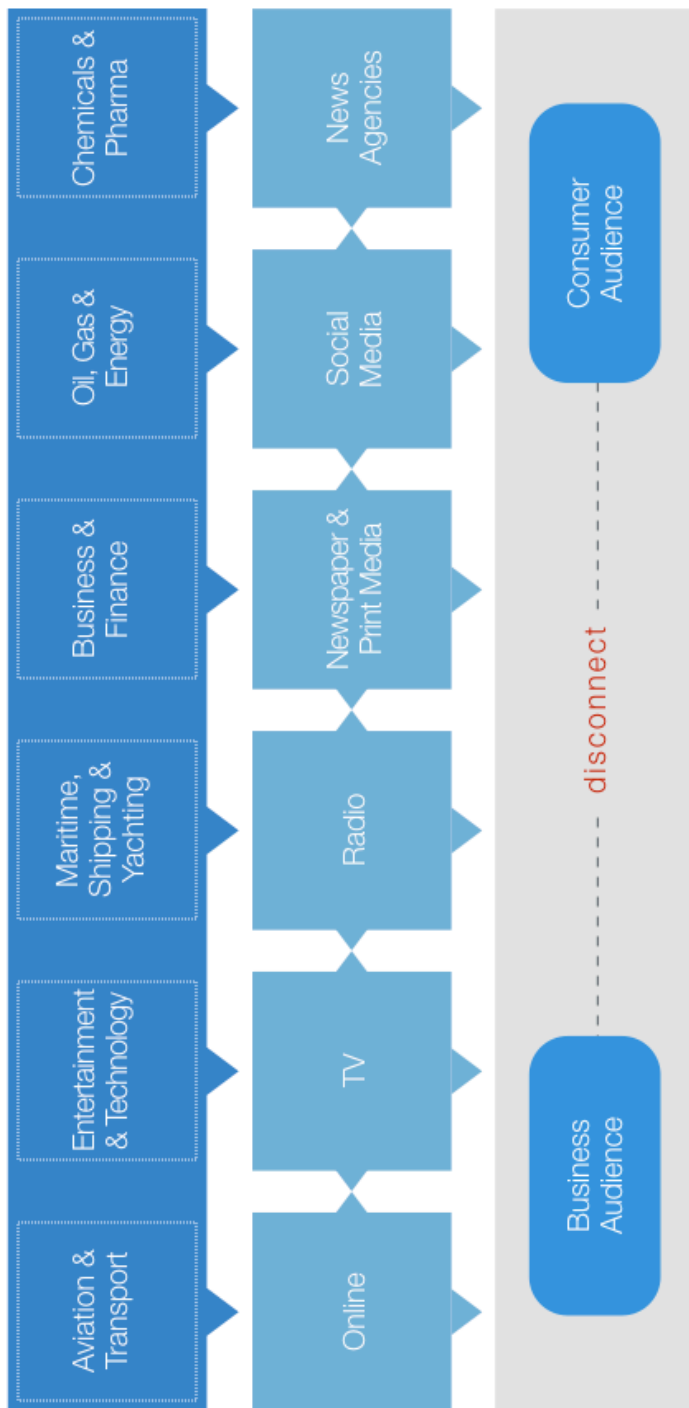 Aviation &
Transport
Entertainment
& Technology
Maritime,
Shipping &
Yachting
Business &
Finance
Oil, Gas &
Energy
Chemicals &
Pharma
Online
TV
Radio
Newspaper &
Print Media
Social
Media
News
Agencies
Business
Audience
disconnect
Consumer
Audience